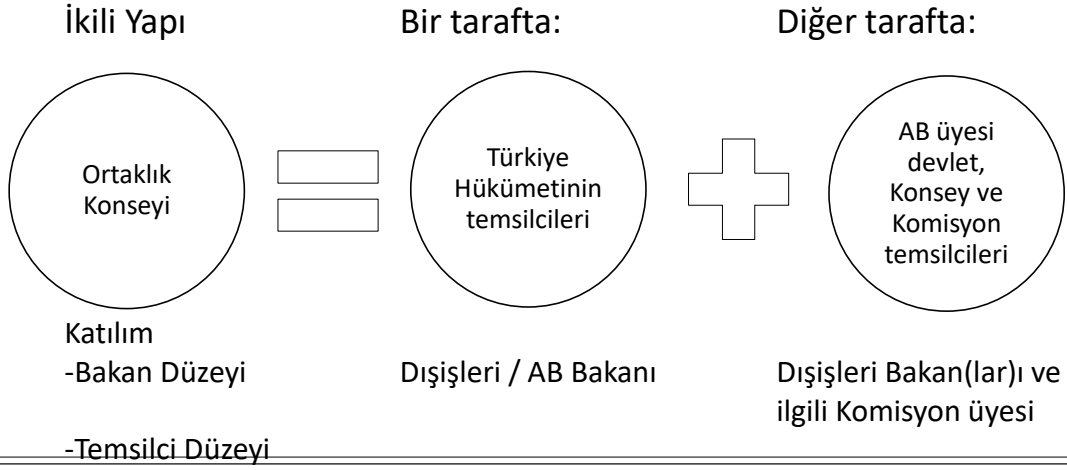 İkili Yapı
Bir tarafta:
Diğer tarafta:
Ortaklık
Konseyi
Türkiye
Hükümetinin
temsilcileri
AB üyesi
devlet,
Konsey ve
Komisyon
temsilcileri
Katılım
-Bakan Düzeyi
Dışişleri / AB Bakanı
Dışişleri Bakan(lar)ı ve
ilgili Komisyon üyesi
-Temsilci Düzeyi